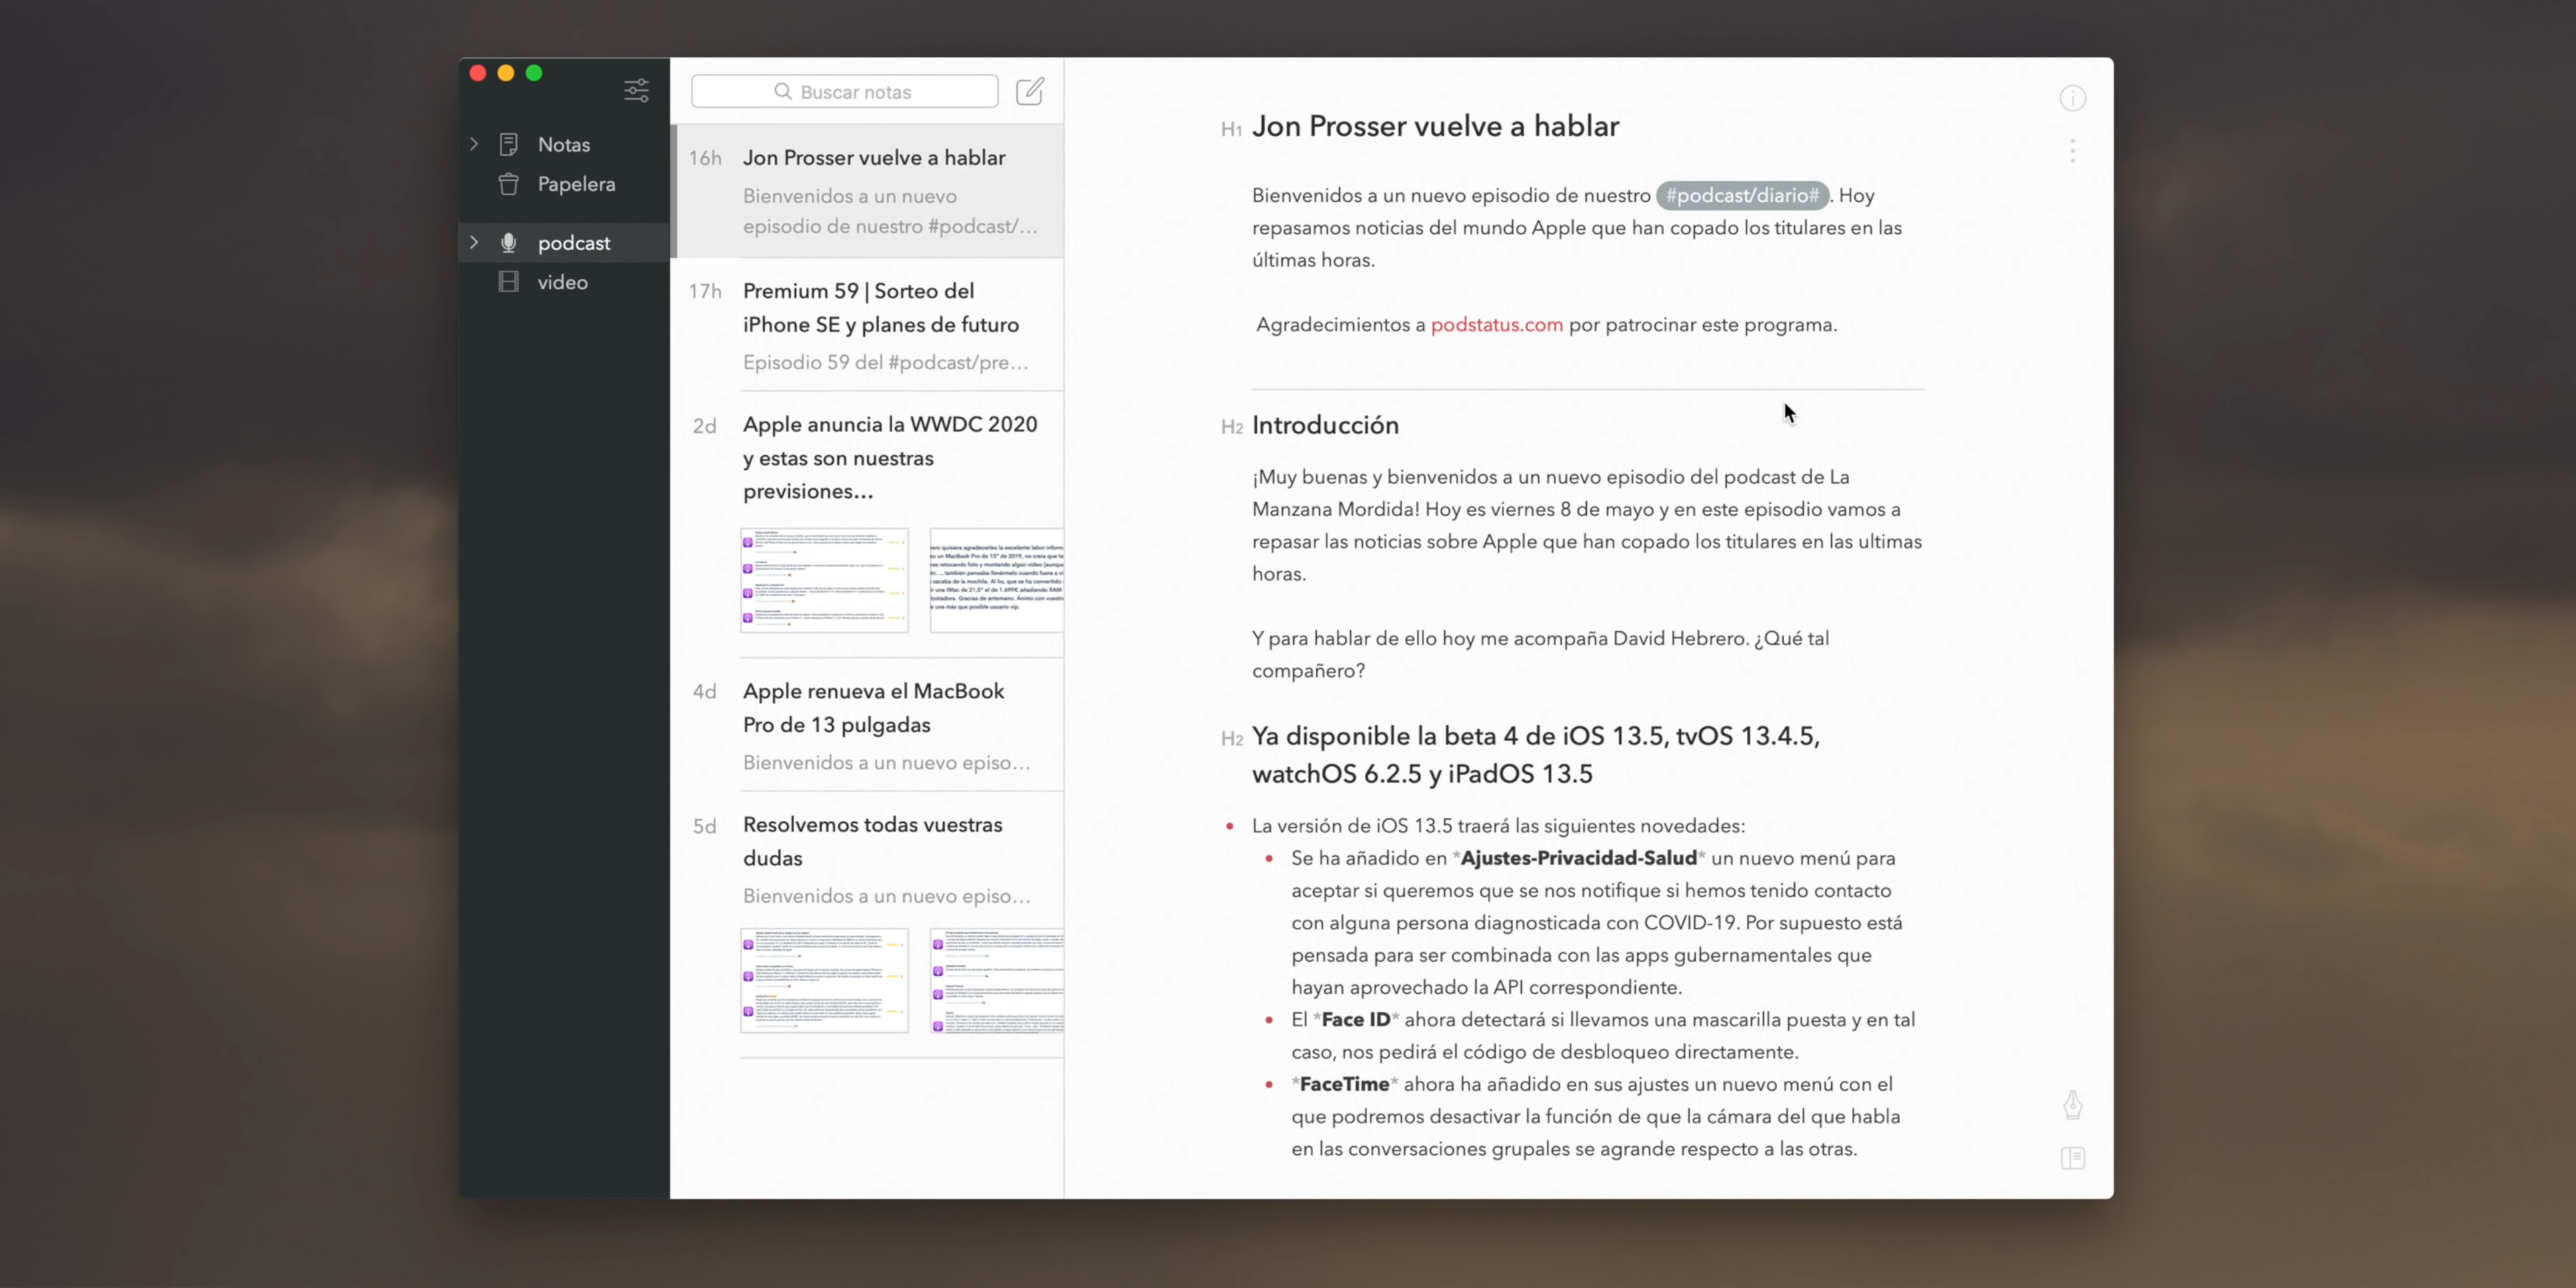 Notas
Papelera
podcast
video
Buscar notas
16h
Jon Prosser vuelve a hablar
Bienvenidos a un nuevo
episodio de nuestro #podcast/...
17h
Premium 59 | Sorteo del
iPhone SE y planes de futuro
Episodio 59 del #podcast/pre...
2d
Apple anuncia la WWDC 2020
y estas son nuestras
previsiones...
4d
Apple renueva el MacBook
Pro de 13 pulgadas
Bienvenidos a un nuevo episo...
5d
Resolvemos todas vuestras
dudas
Bienvenidos a un nuevo episo...
H1 Jon Prosser vuelve a hablar
Bienvenidos a un nuevo episodio de nuestro #podcast/diario#. Hoy
repasamos noticias del mundo Apple que han copado los titulares en las
últimas horas.
Agradecimientos a podstatus.com por patrocinar este programa.
H2 Introducción
¡Muy buenas y bienvenidos a un nuevo episodio del podcast de La
Manzana Mordida! Hoy es viernes 8 de mayo y en este episodio vamos a
repasar las noticias sobre Apple que han copado los titulares en las ultimas
horas.
Y para hablar de ello hoy me acompaña David Hebrero. ¿Qué tal
compañero?
H2 Ya disponible la beta 4 de iOS 13.5, tvOS 13.4.5,
watchOS 6.2.5 y iPadOS 13.5
• La versión de iOS 13.5 traerá las siguientes novedades:
• Se ha añadido en *Ajustes-Privacidad-Salud* un nuevo menú para
aceptar si queremos que se nos notifique si hemos tenido contacto
con alguna persona diagnosticada con COVID-19. Por supuesto está
pensada para ser combinada con las apps gubernamentales que
hayan aprovechado la API correspondiente.
• El *Face ID* ahora detectará si llevamos una mascarilla puesta y en tal
caso, nos pedirá el código de desbloqueo directamente.
• *FaceTime* ahora ha añadido en sus ajustes un nuevo menú con el
que podremos desactivar la función de que la cámara del que habla
en las conversaciones grupales se agrande respecto a las otras.